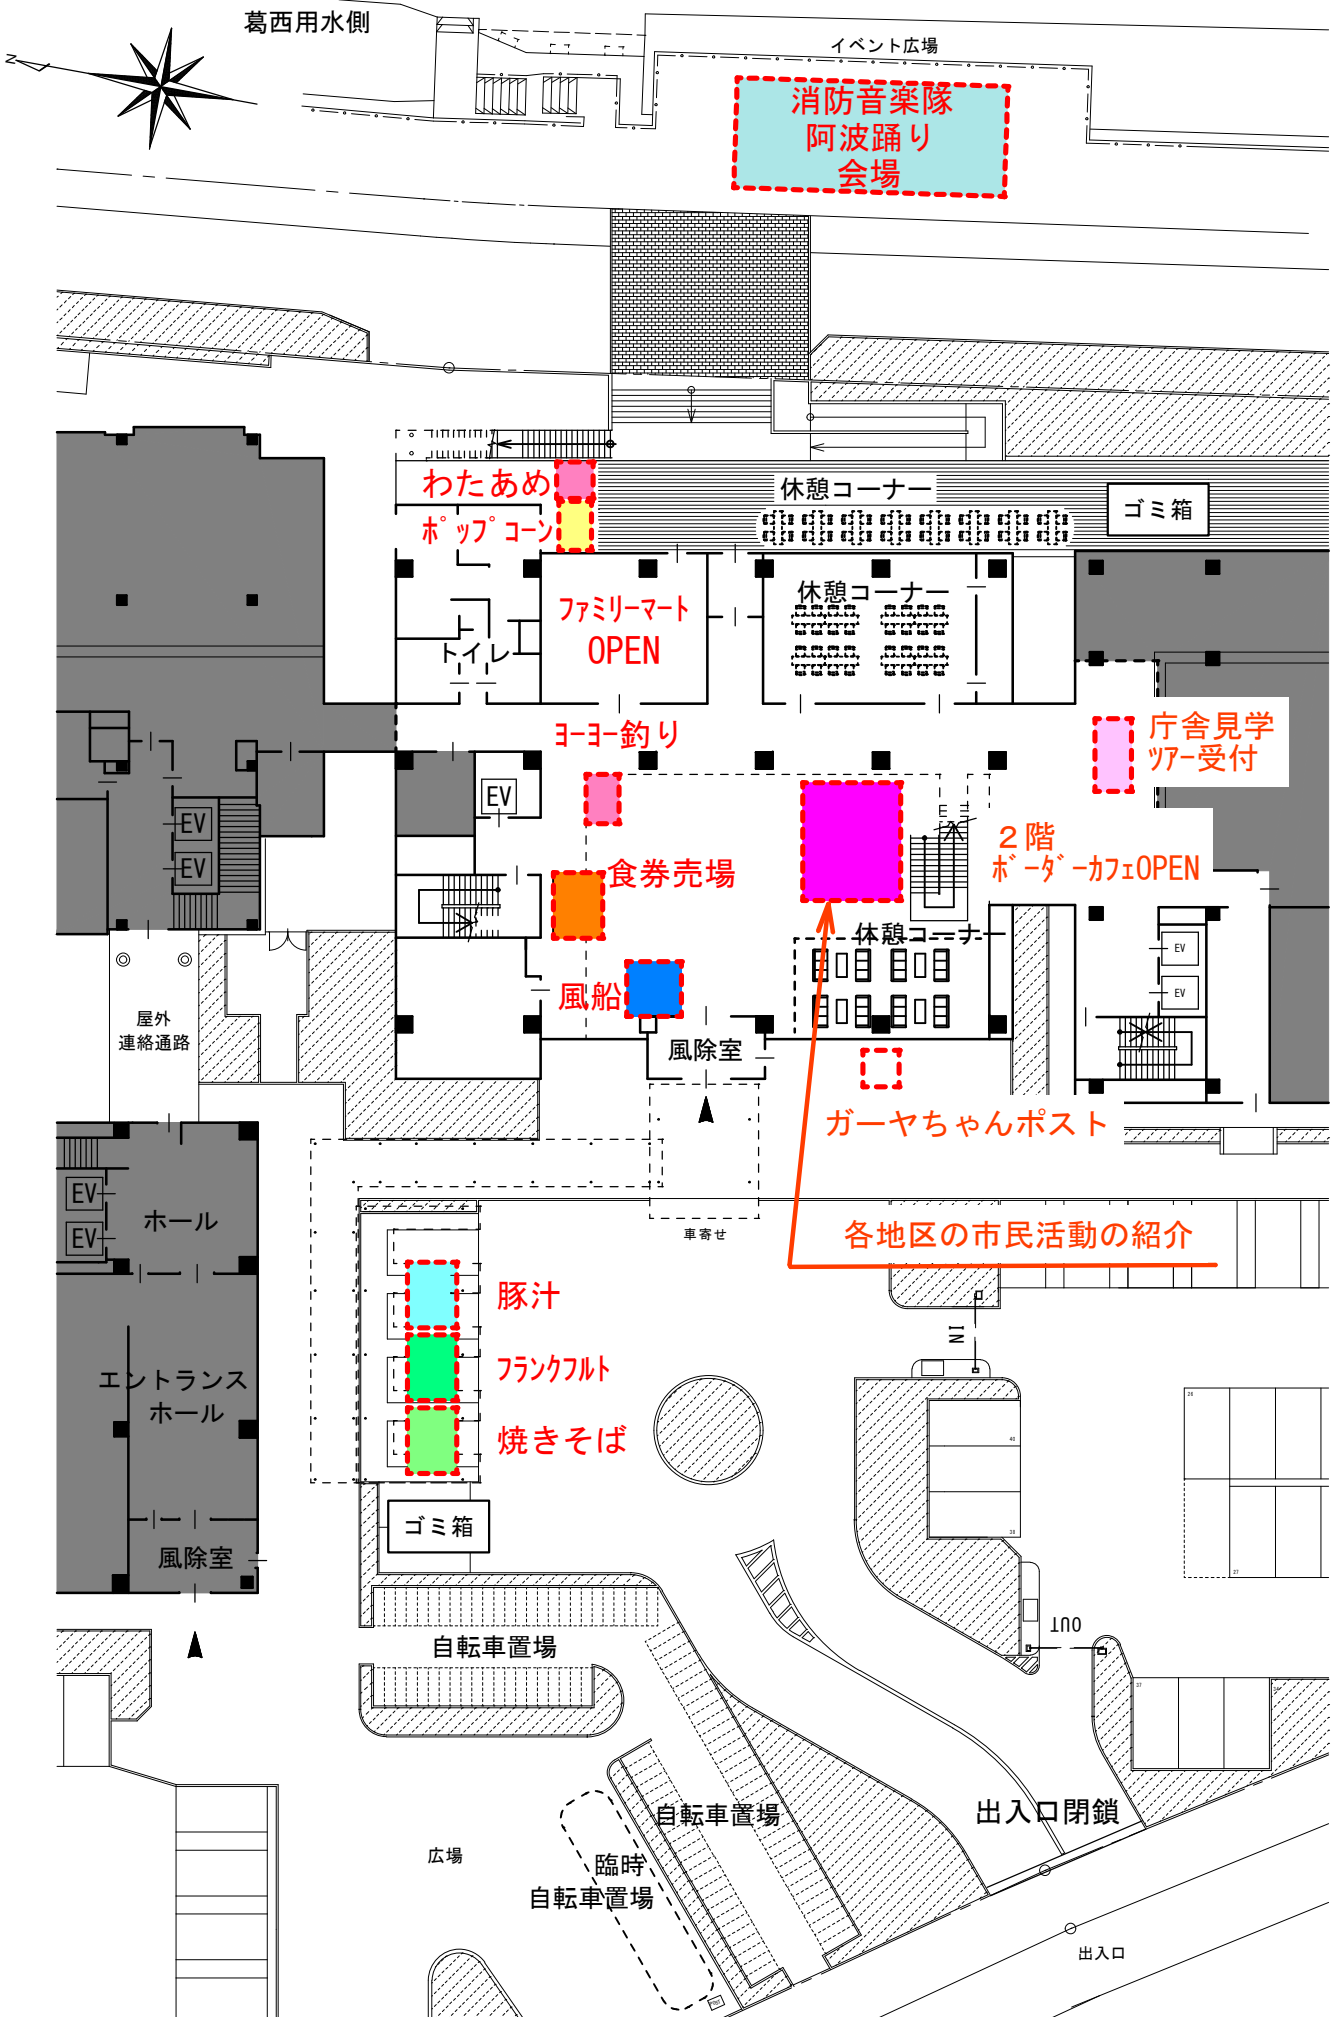 葛西用水側
N
イベント広場
消防音楽隊
阿波踊り
会場
わたあめ
ポップコーン
休憩コーナー
ゴミ箱
ファミリーマート
OPEN
休憩コーナー
トイレ
ヨーヨー釣り
庁舎見学
ツアー受付
EV
EV
EV
2階
ボーダーカフェOPEN
食券売場
休憩コーナー
EV
EV
風船
屋外
連絡通路
風除室
ガーヤちゃんポスト
EV
EV
ホール
車寄せ
各地区の市民活動の紹介
豚汁
IN
フランクフルト
エントランス
ホール
焼きそば
26
40
ゴミ箱
38
風除室
27
OUT
自転車置場
37
自転車置場
出入口閉鎖
広場
臨時
自転車置場
出入口